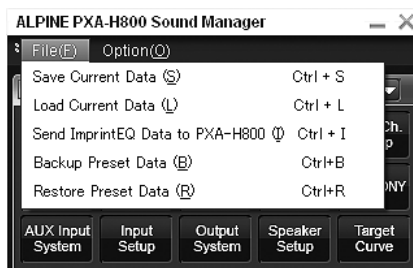 ALPINE PXA-H800 Sound Manager
File(F) Option(O)
Save Current Data (S) Ctrl + S
Load Current Data (L) Ctrl + L
Send ImprintEQ Data to PXA-H800 (I) Ctrl + I
Backup Preset Data (B) Ctrl+B
Restore Preset Data (R) Ctrl+R
AUX Input System
Input Setup
Output System
Speaker Setup
Target Curve